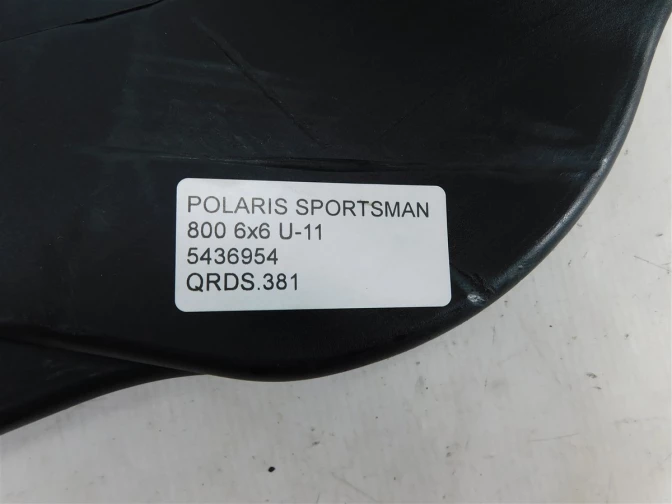 POLARIS SPORTSMAN
800 6x6 U-11
5436954
QRDS.381